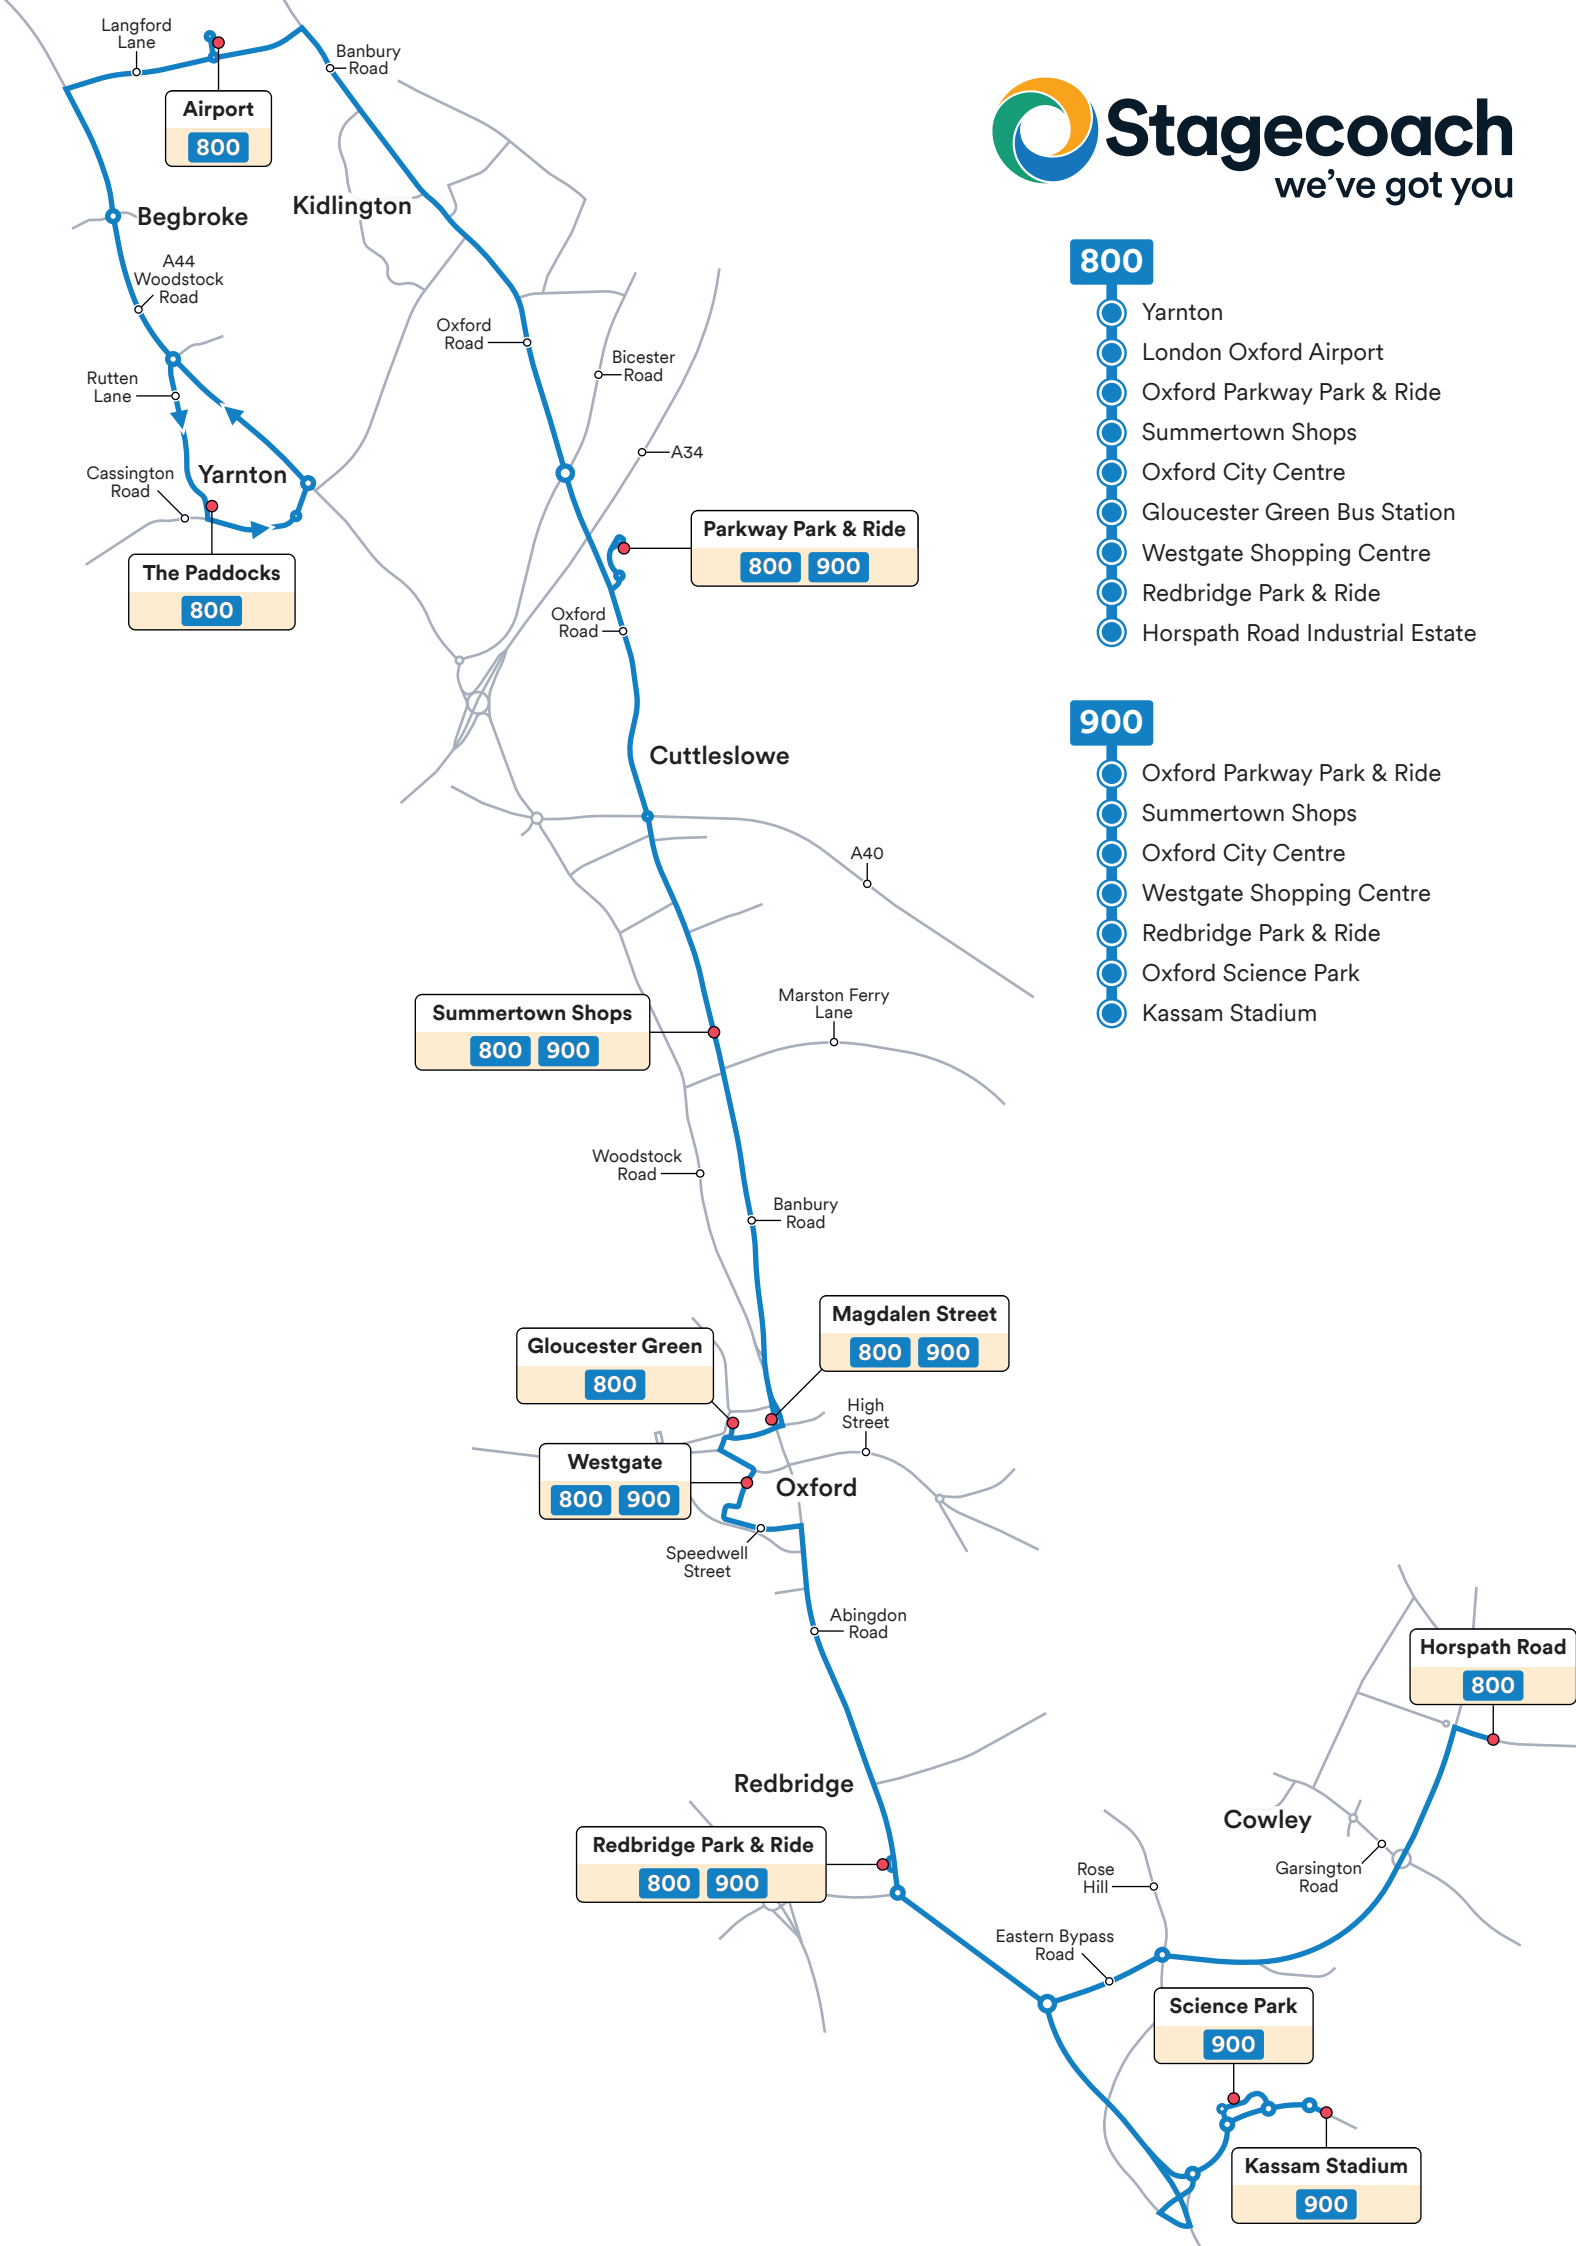 Langford
Lane
Banbury
Road
Airport
800
Stagecoach
we've got you
Kidlington
Begbroke
A44
Woodstock
Road
Oxford
Road
Bicester
Road
Rutten
Lane
A34
Cassington
Road
Yarnton
The Paddocks
800
Parkway Park & Ride
800 900
Oxford
Road
Cuttleslowe
A40
Summertown Shops
800 900
Marston Ferry
Lane
Woodstock
Road
Banbury
Road
Magdalen Street
800 900
Gloucester Green
800
High
Street
Westgate
800 900
Oxford
Speedwell
Street
Abingdon
Road
Horspath Road
800
Redbridge
Cowley
Redbridge Park & Ride
800 900
Rose
Hill
Garsington
Road
Eastern Bypass
Road
Science Park
900
Kassam Stadium
900
800
Yarnton
London Oxford Airport
Oxford Parkway Park & Ride
Summertown Shops
Oxford City Centre
Gloucester Green Bus Station
Westgate Shopping Centre
Redbridge Park & Ride
Horspath Road Industrial Estate
900
Oxford Parkway Park & Ride
Summertown Shops
Oxford City Centre
Westgate Shopping Centre
Redbridge Park & Ride
Oxford Science Park
Kassam Stadium